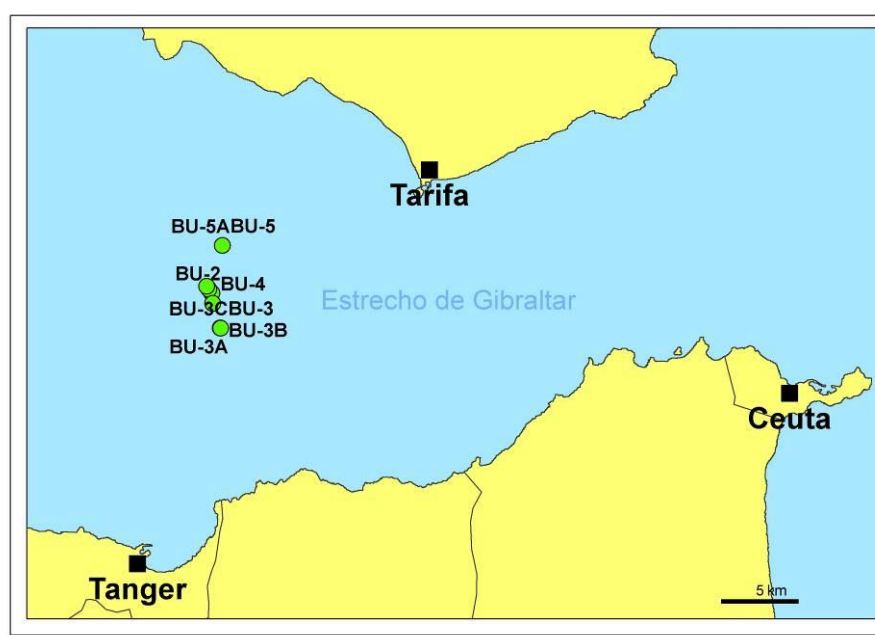 Tarifa
BU-5ABU-5
BU-2
BU-4
Estrecho de Gibraltar
BU-3CBU-3
BU-3B
BU-3A
Ceuta
Tanger
5 km